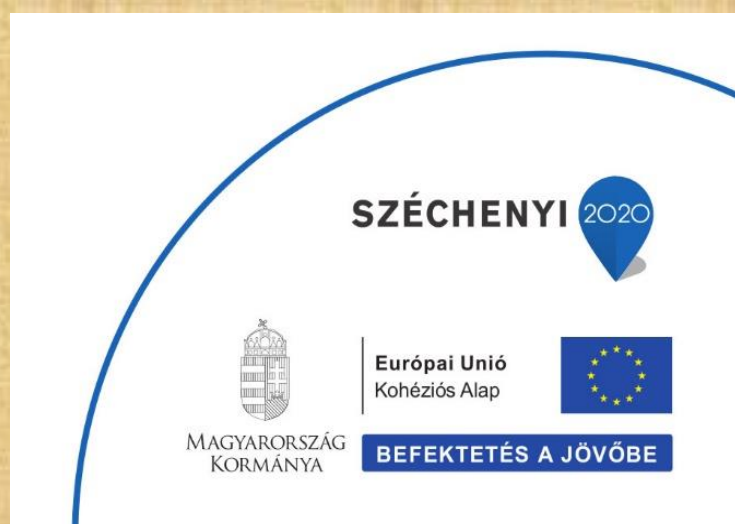 SZÉCHENYI 2020
Európai Unió
Kohéziós Alap
MAGYARORSZÁG
KORMÁNYA
BEFEKTETÉS A JÖVŐBE